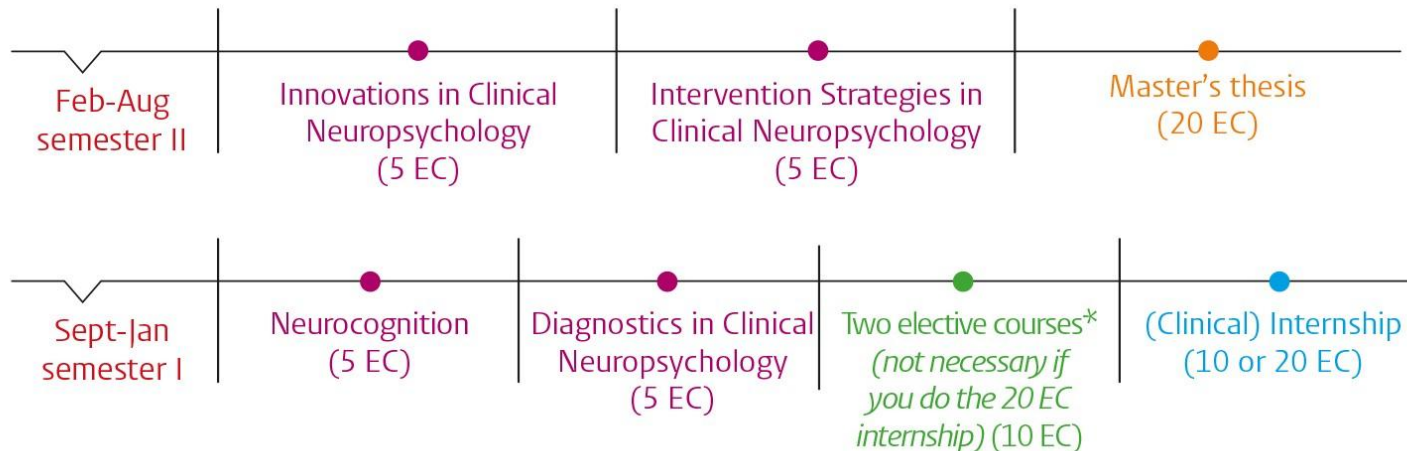 Feb-Aug
semester II
Innovations in Clinical
Neuropsychology
(5 EC)
Intervention Strategies in
Clinical Neuropsychology
(5 EC)
Master's thesis
(20 EC)
Sept-Jan
semester I
Neurocognition
(5 EC)
Diagnostics in Clinical
Neuropsychology
(5 EC)
Two elective courses*
(not necessary if
you do the 20 EC
internship) (10 EC)
(Clinical) Internship
(10 or 20 EC)